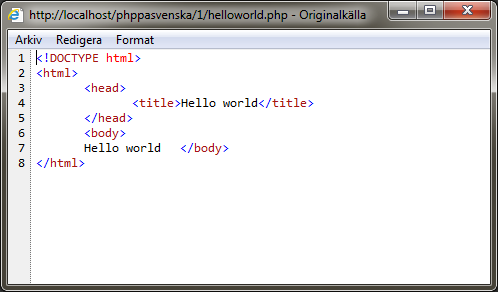 http://localhost/phppasvenska/1/helloworld.php - Originalkälla
Arkiv Redigera Format
1 <!DOCTYPE html>
2 <html>
3 <head>
4 <title>Hello world</title>
5 </head>
6 <body>
7 Hello world </body>
8 </html>